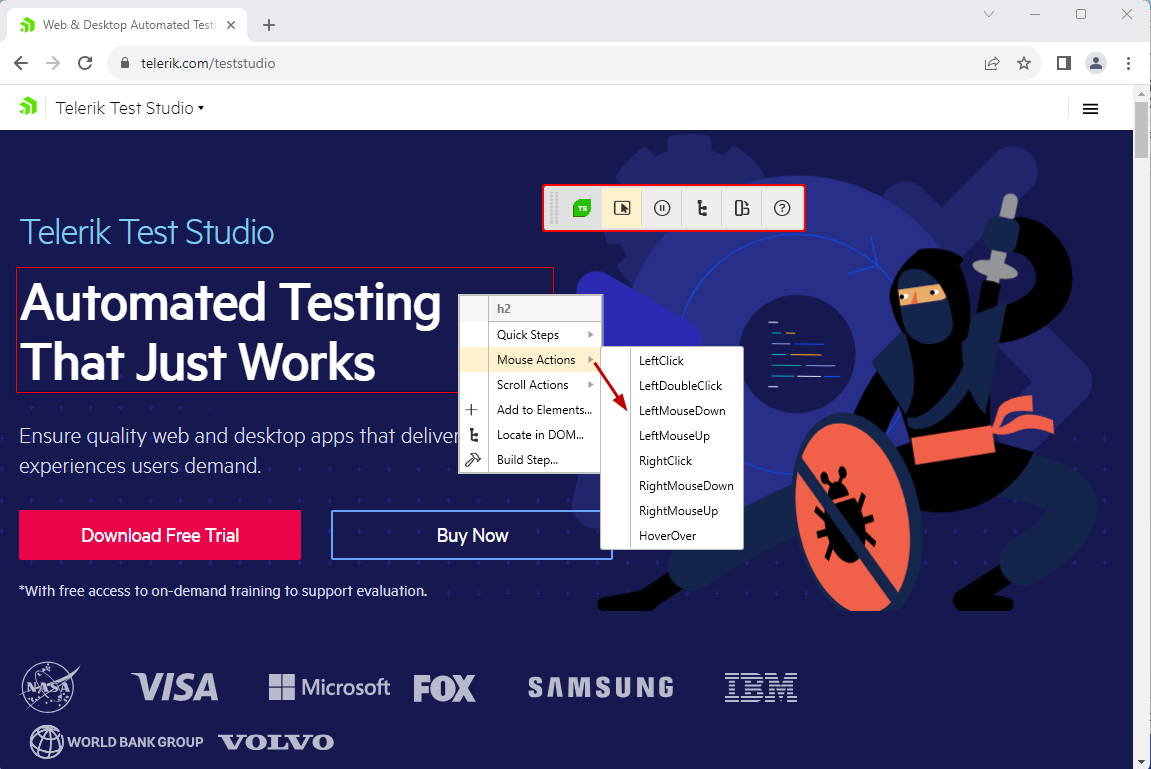 Web & Desktop Automated Testi
telerik.com/teststudio
Telerik Test Studio
TS
Telerik Test Studio
Automated Testing
That Just Works
h2
Quick Steps
Mouse Actions
Scroll Actions
Add to Elements...
Locate in DOM...
Build Step...
LeftClick
LeftDoubleClick
LeftMouseDown
LeftMouseUp
RightClick
RightMouseDown
RightMouseUp
HoverOver
Ensure quality web and desktop apps that deliver
experiences users demand.
Download Free Trial
Buy Now
*With free access to on-demand training to support evaluation.
NASA
VISA
Microsoft
FOX
SAMSUNG
IBM
WORLD BANK GROUP
VOLVO